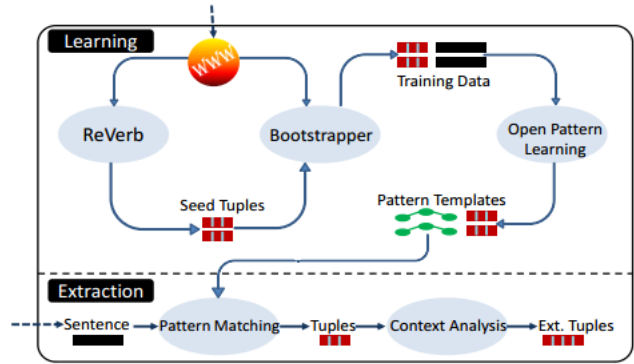 Learning
WWW
Training Data
ReVerb
Bootstrapper
Open Pattern
Learning
Seed Tuples
Pattern Templates
Extraction
Sentence
Pattern Matching
Tuples
Context Analysis
Ext. Tuples